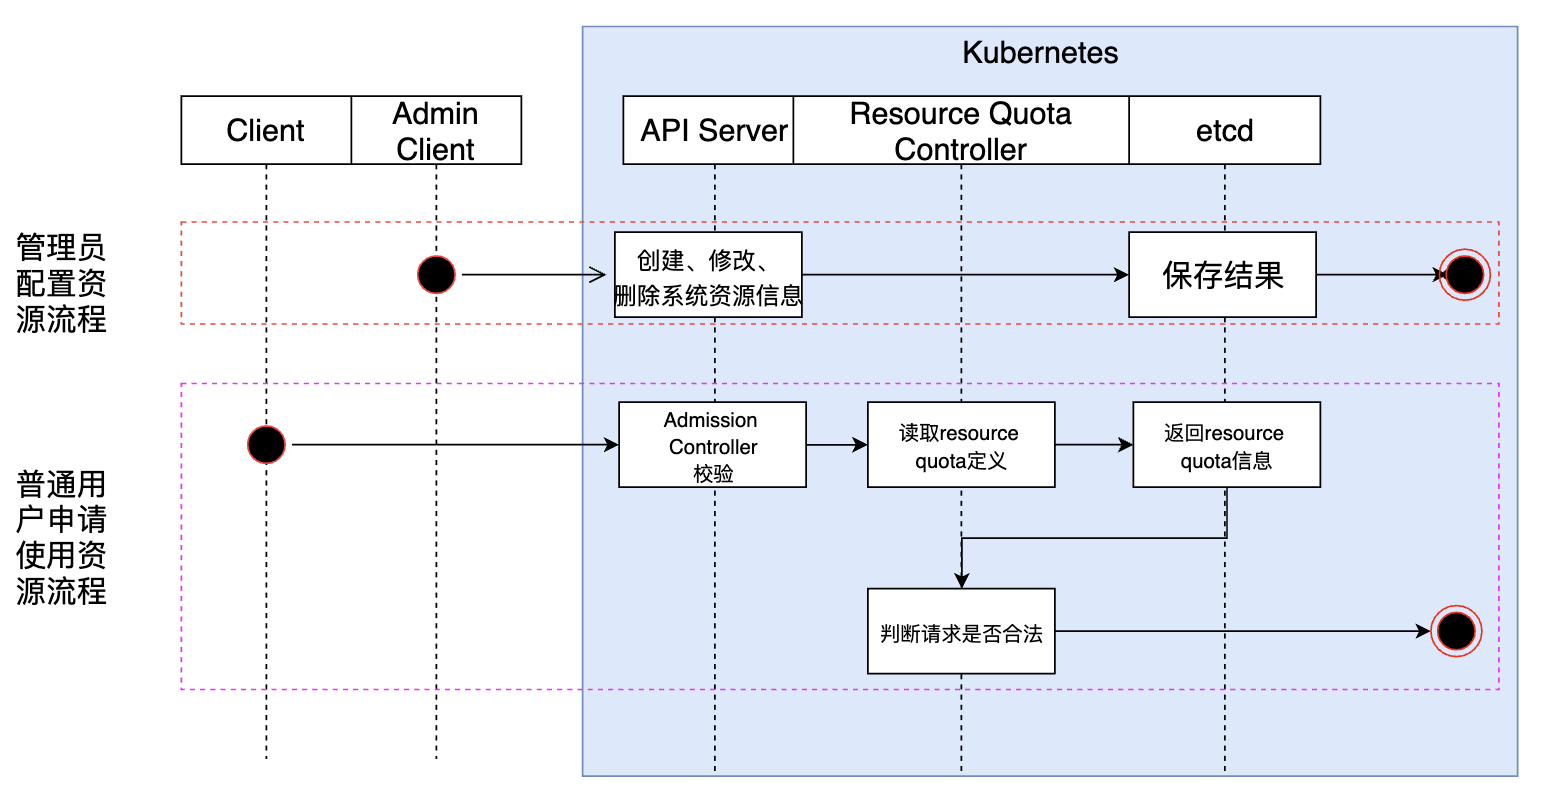 Kubernetes
Client
Admin
Client
API Server
Resource Quota
Controller
etcd
管理员
配置资
源流程
创建、修改、
删除系统资源信息
保存结果
普通用
户申请
使用资
源流程
Admission
Controller
校验
读取resource
quota定义
返回resource
quota信息
判断请求是否合法